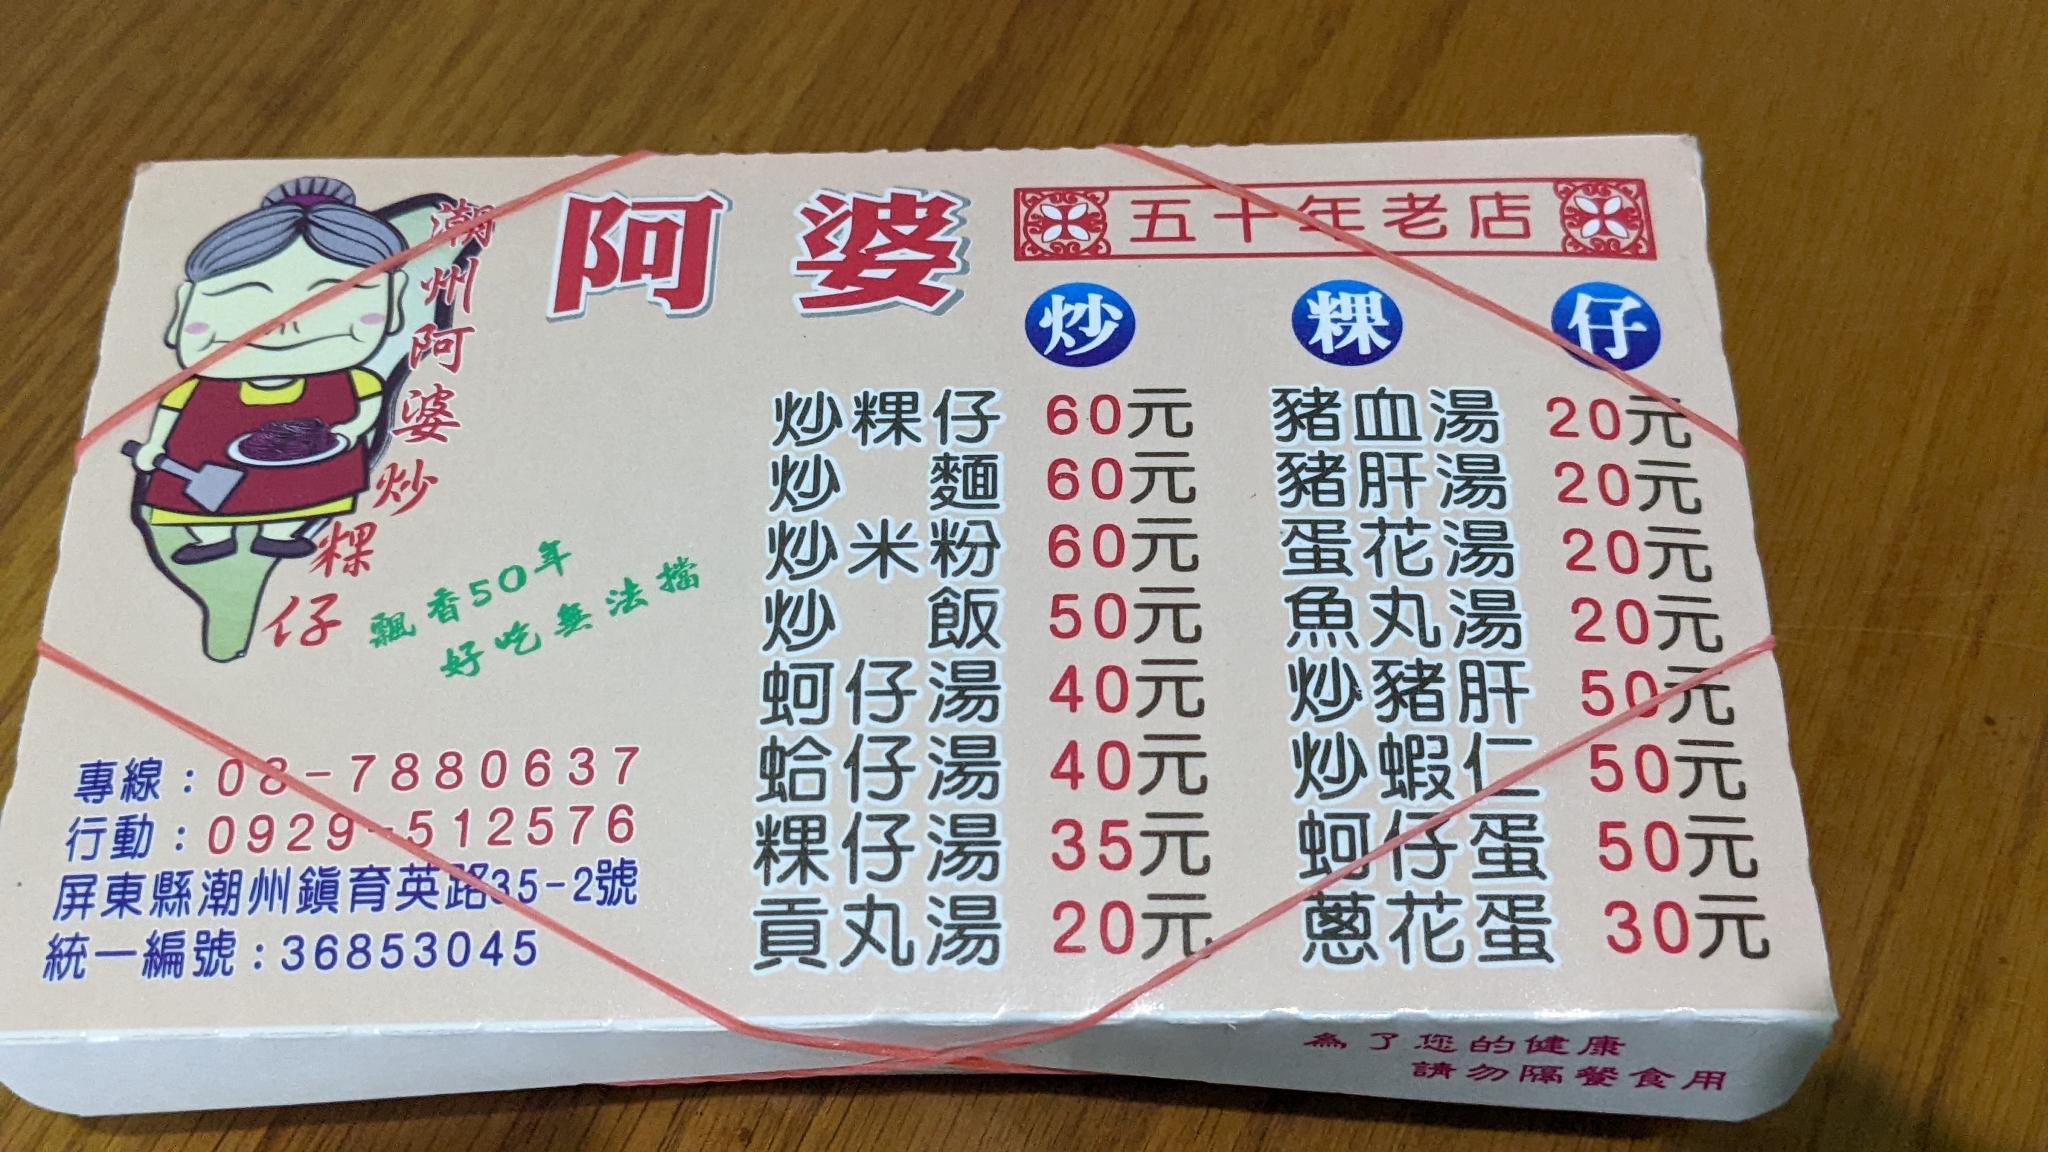 潮州阿婆炒粿仔
阿婆
五十年老店
炒粿仔
飄香50年
好吃無法擋
炒粿仔 60元
炒麵 60元
炒米粉 60元
炒飯 50元
蚵仔湯 40元
蛤仔湯 40元
粿仔湯 35元
貢丸湯 20元
豬血湯 20元
豬肝湯 20元
蛋花湯 20元
魚丸湯 20元
炒豬肝 50元
炒蝦仁 50元
蚵仔蛋 50元
蔥花蛋 30元
專線:08-7880637
行動:0929-512576
屏東縣潮州鎮育英路35-2號
統一編號:36853045
為了您的健康
請勿隔餐食用